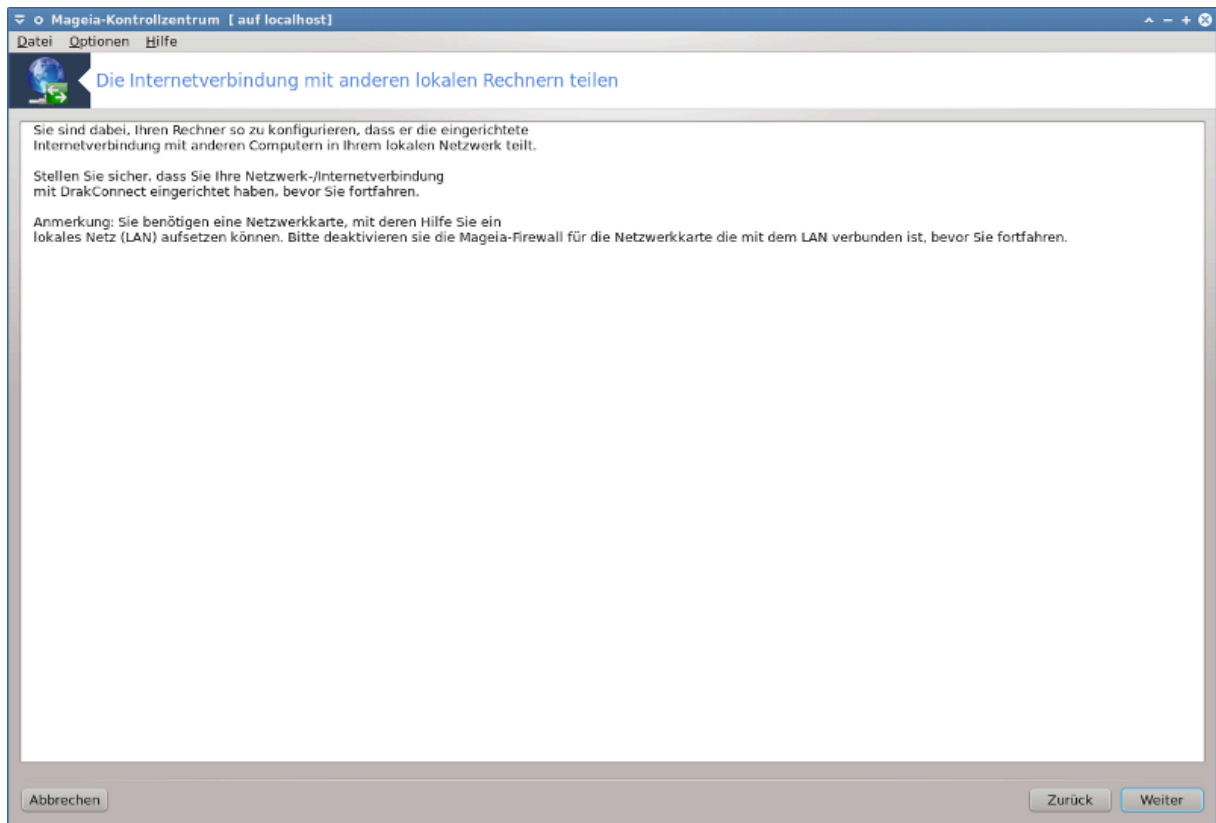 Mageia-Kontrollzentrum [ auf localhost]
Datei Optionen Hilfe
Die Internetverbindung mit anderen lokalen Rechnern teilen
Sie sind dabei, Ihren Rechner so zu konfigurieren, dass er die eingerichtete
Internetverbindung mit anderen Computern in Ihrem lokalen Netzwerk teilt.
Stellen Sie sicher, dass Sie Ihre Netzwerk-/Internetverbindung
mit DrakConnect eingerichtet haben, bevor Sie fortfahren.
Anmerkung: Sie benötigen eine Netzwerkkarte, mit deren Hilfe Sie ein
lokales Netz (LAN) aufsetzen können. Bitte deaktivieren sie die Mageia-Firewall für die Netzwerkkarte die mit dem LAN verbunden ist, bevor Sie fortfahren.
Abbrechen Zurück Weiter